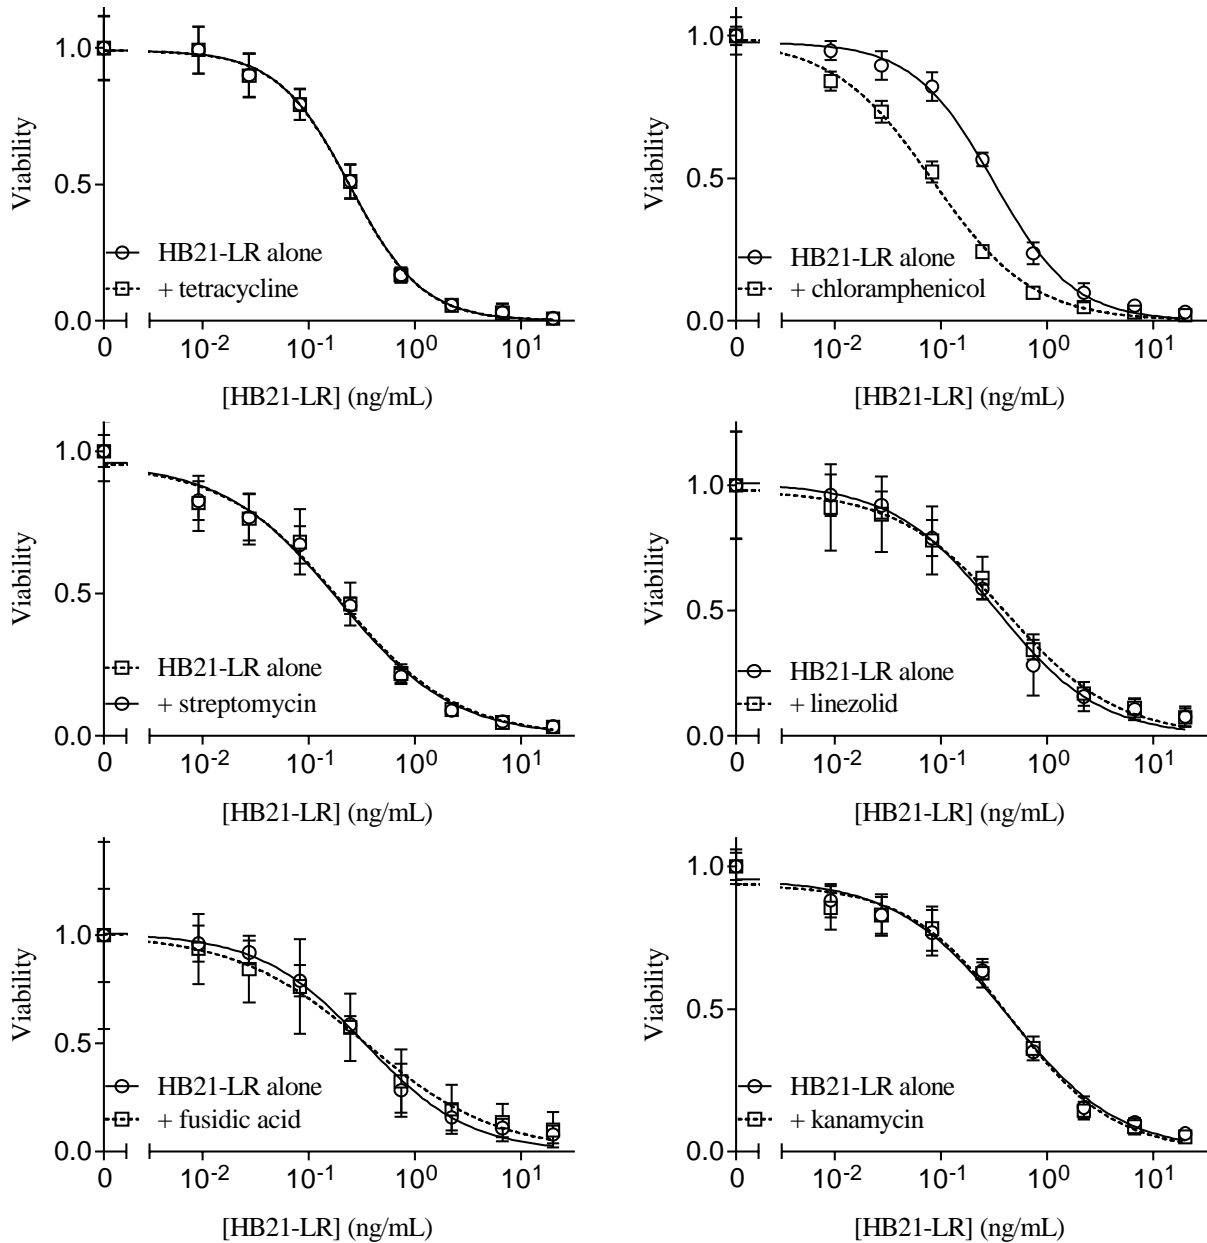 1.0
0.5
0.0
Viability
HB21-LR alone
+ tetracycline
0 10-2 10-1 100 101
[HB21-LR] (ng/mL)
1.0
0.5
0.0
Viability
HB21-LR alone
+ chloramphenicol
0 10-2 10-1 100 101
[HB21-LR] (ng/mL)
1.0
0.5
0.0
Viability
HB21-LR alone
+ streptomycin
0 10-2 10-1 100 101
[HB21-LR] (ng/mL)
1.0
0.5
0.0
Viability
HB21-LR alone
+ linezolid
0 10-2 10-1 100 101
[HB21-LR] (ng/mL)
1.0
0.5
0.0
Viability
HB21-LR alone
+ fusidic acid
0 10-2 10-1 100 101
[HB21-LR] (ng/mL)
1.0
0.5
0.0
Viability
HB21-LR alone
+ kanamycin
0 10-2 10-1 100 101
[HB21-LR] (ng/mL)